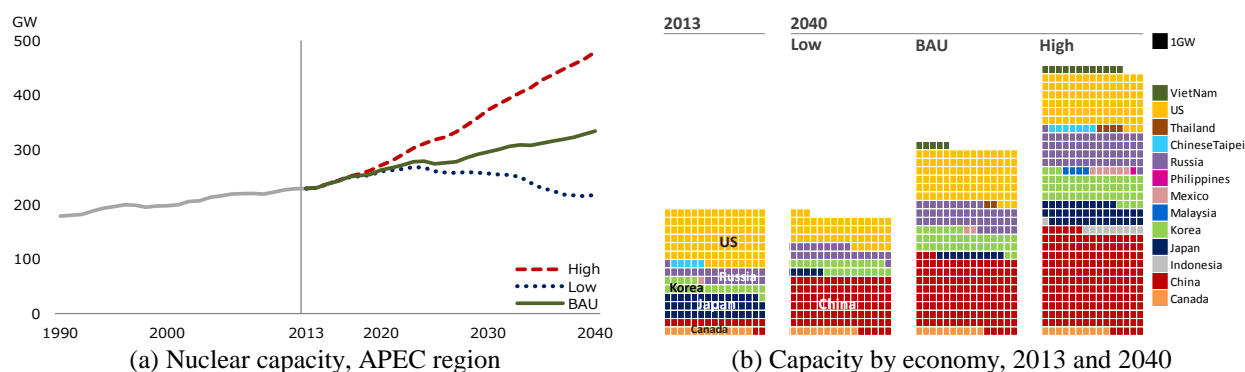 GW
500
400
300
200
100
0
1990
2000
2013
2020
2030
2040
High
Low
BAU
(a) Nuclear capacity, APEC region
2013
2040
Low
BAU
High
1GW
US
Russia
Korea
Japan
Canada
China
VietNam
US
Thailand
ChineseTaipei
Russia
Philippines
Mexico
Malaysia
Korea
Japan
Indonesia
China
Canada
(b) Capacity by economy, 2013 and 2040